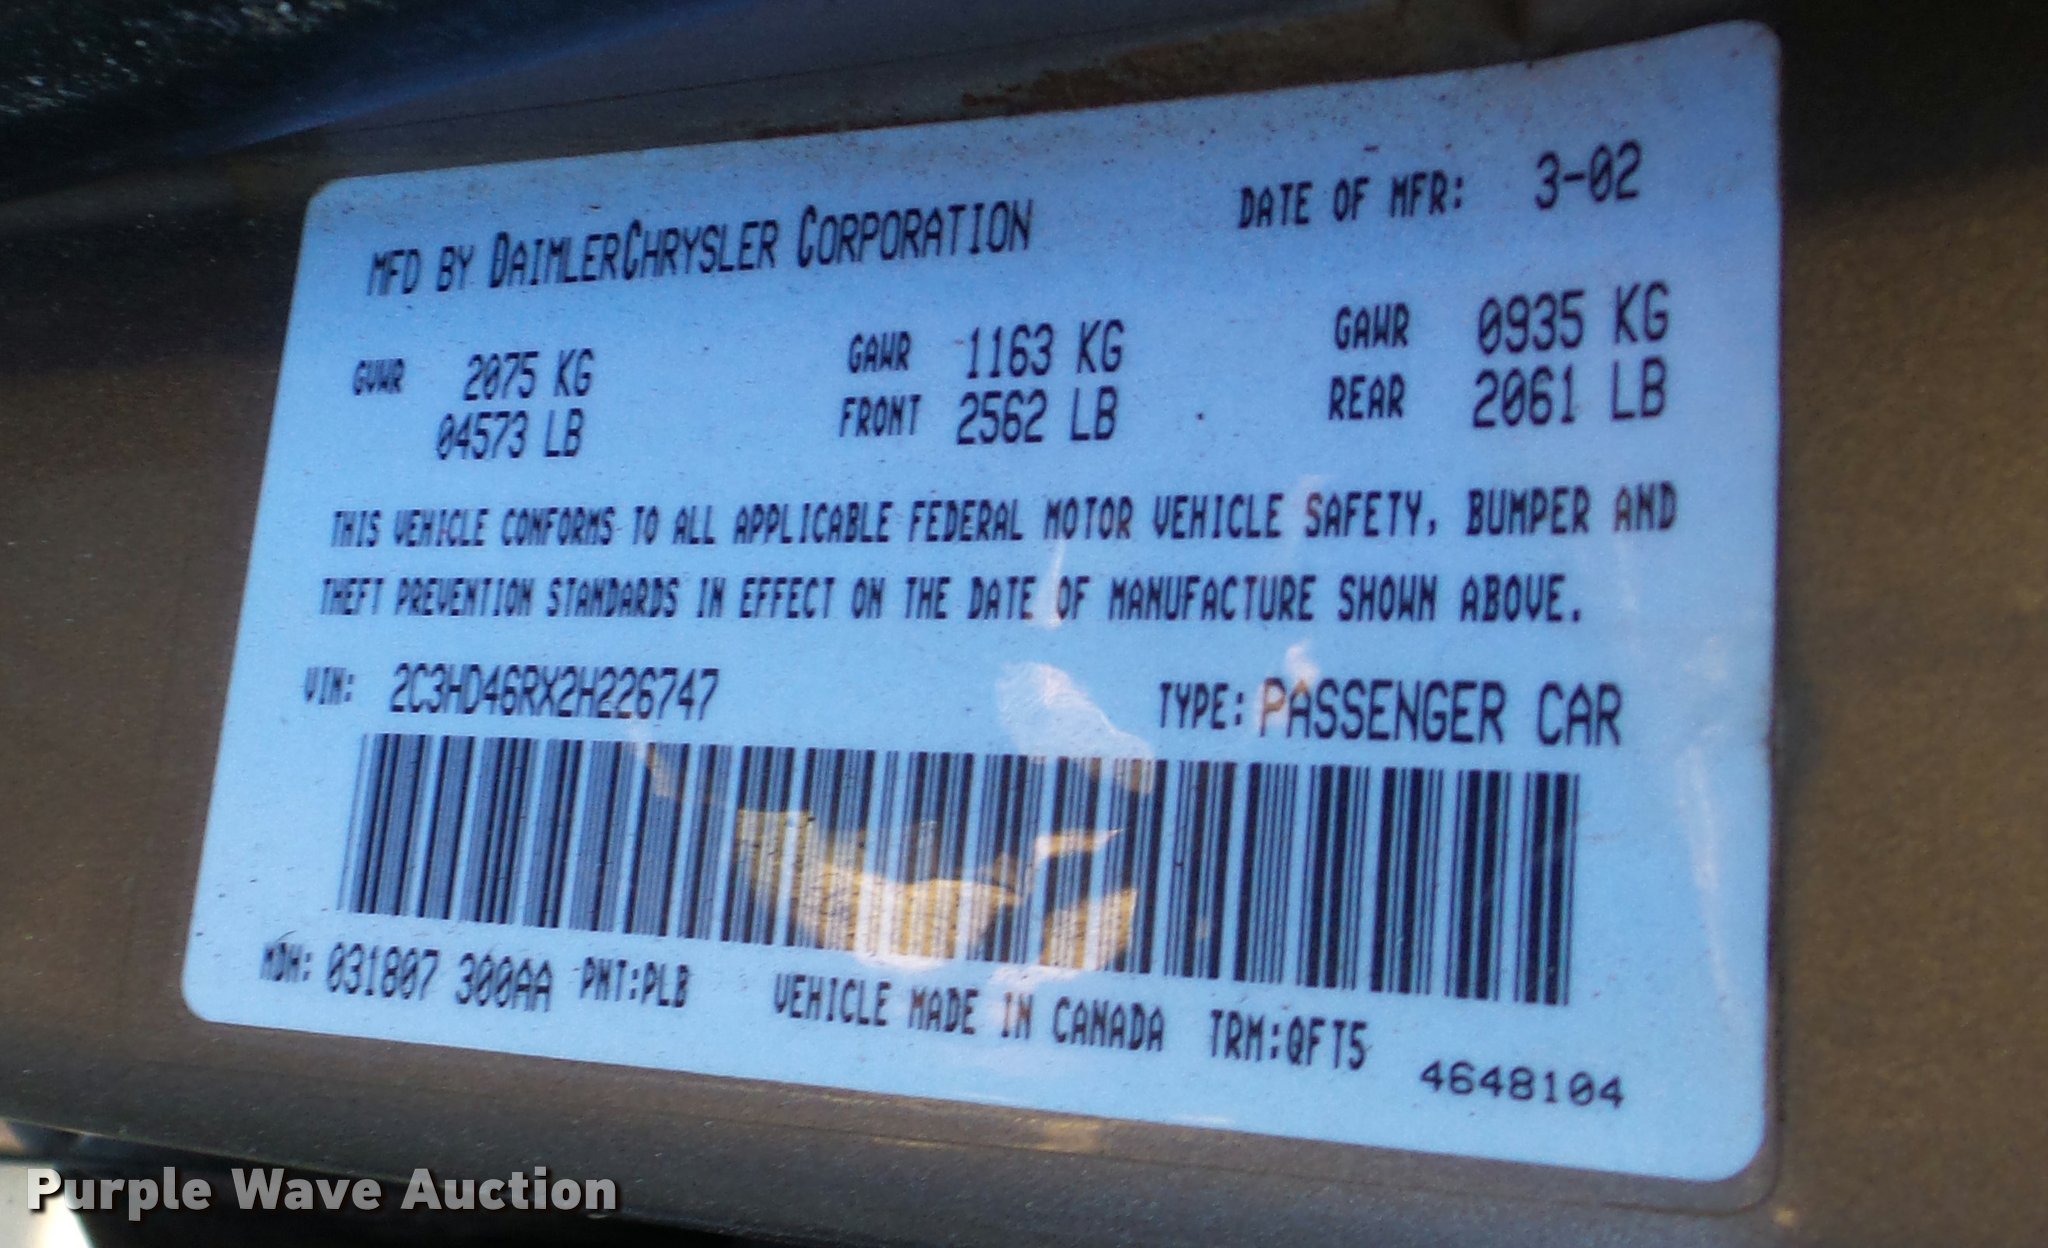 MFD BY DAIMLERCHRYSLER CORPORATION DATE OF MFR: 3-02
GVWR 2075 KG GAWR 1163 KG GAWR 0935 KG
04573 LB FRONT 2562 LB REAR 2061 LB
THIS VEHICLE CONFORMS TO ALL APPLICABLE FEDERAL MOTOR VEHICLE SAFETY, BUMPER AND
THEFT PREVENTION STANDARDS IN EFFECT ON THE DATE OF MANUFACTURE SHOWN ABOVE.
VIN: 2C3HD46RX2H226747 TYPE: PASSENGER CAR
MDH: 031807 300AA PNT:PLB VEHICLE MADE IN CANADA TRM:QFT5
4648104
Purple Wave Auction